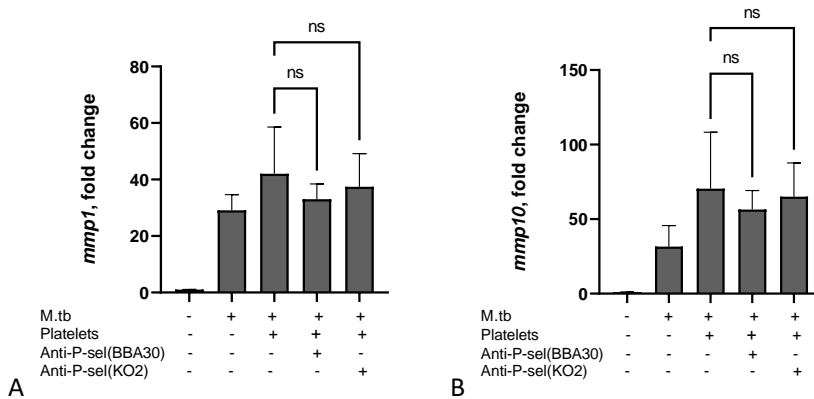 ns
ns
80
60
40
20
0
mmp1, fold change
M.tb - + + + +
Platelets - - + + +
Anti-P-sel(BBA30) - - - + -
Anti-P-sel(KO2) - - - - +
A
ns
ns
150
100
50
0
mmp10, fold change
M.tb - + + + +
Platelets - - + + +
Anti-P-sel(BBA30) - - - + -
Anti-P-sel(KO2) - - - - +
B